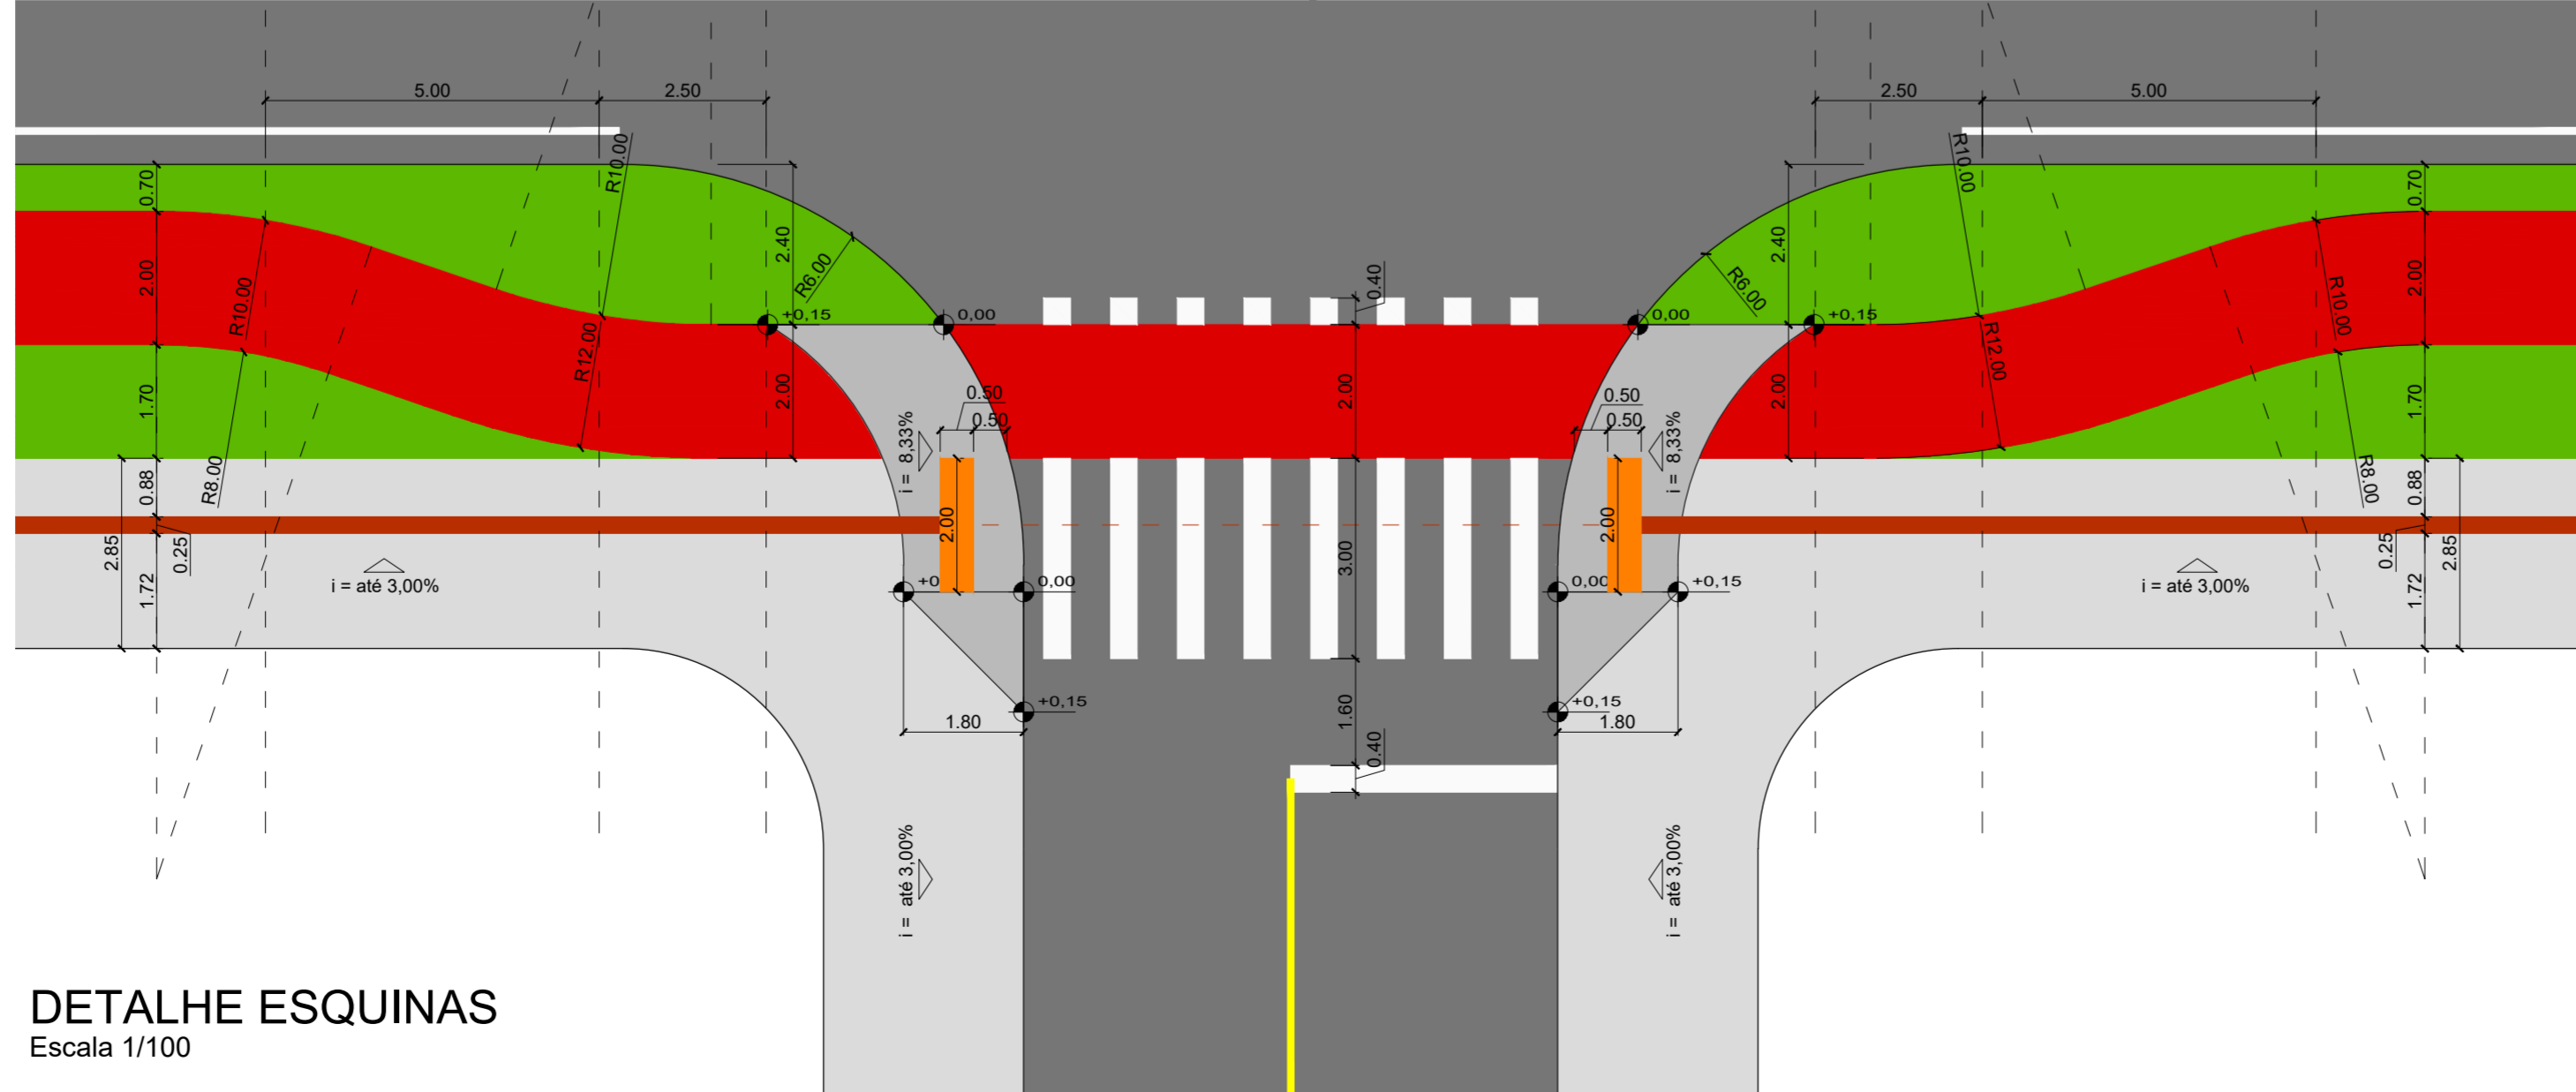 5.00
2.50
2.50
5.00
R10.00
R10.00
0.70
0.70
2.40
2.40
R6.00
R6.00
0.40
2.00
2.00
R10.00
R10.00
+0,15
0,00
0,00
+0,15
R12.00
R12.00
1.70
2.00
0.50
0.50
2.00
0.50
0.50
2.00
1.70
i = 8,33%
i = 8,33%
R8.00
R8.00
0.88
0.88
2.00
2.00
2.85
0.25
3.00
0.25
2.85
i = até 3,00%
1.72
+0
0,00
0,00
+0,15
i = até 3,00%
1.72
+0,15
+0,15
1.80
1.60
1.80
0.40
i = até 3,00%
i = até 3,00%
DETALHE ESQUINAS
Escala 1/100